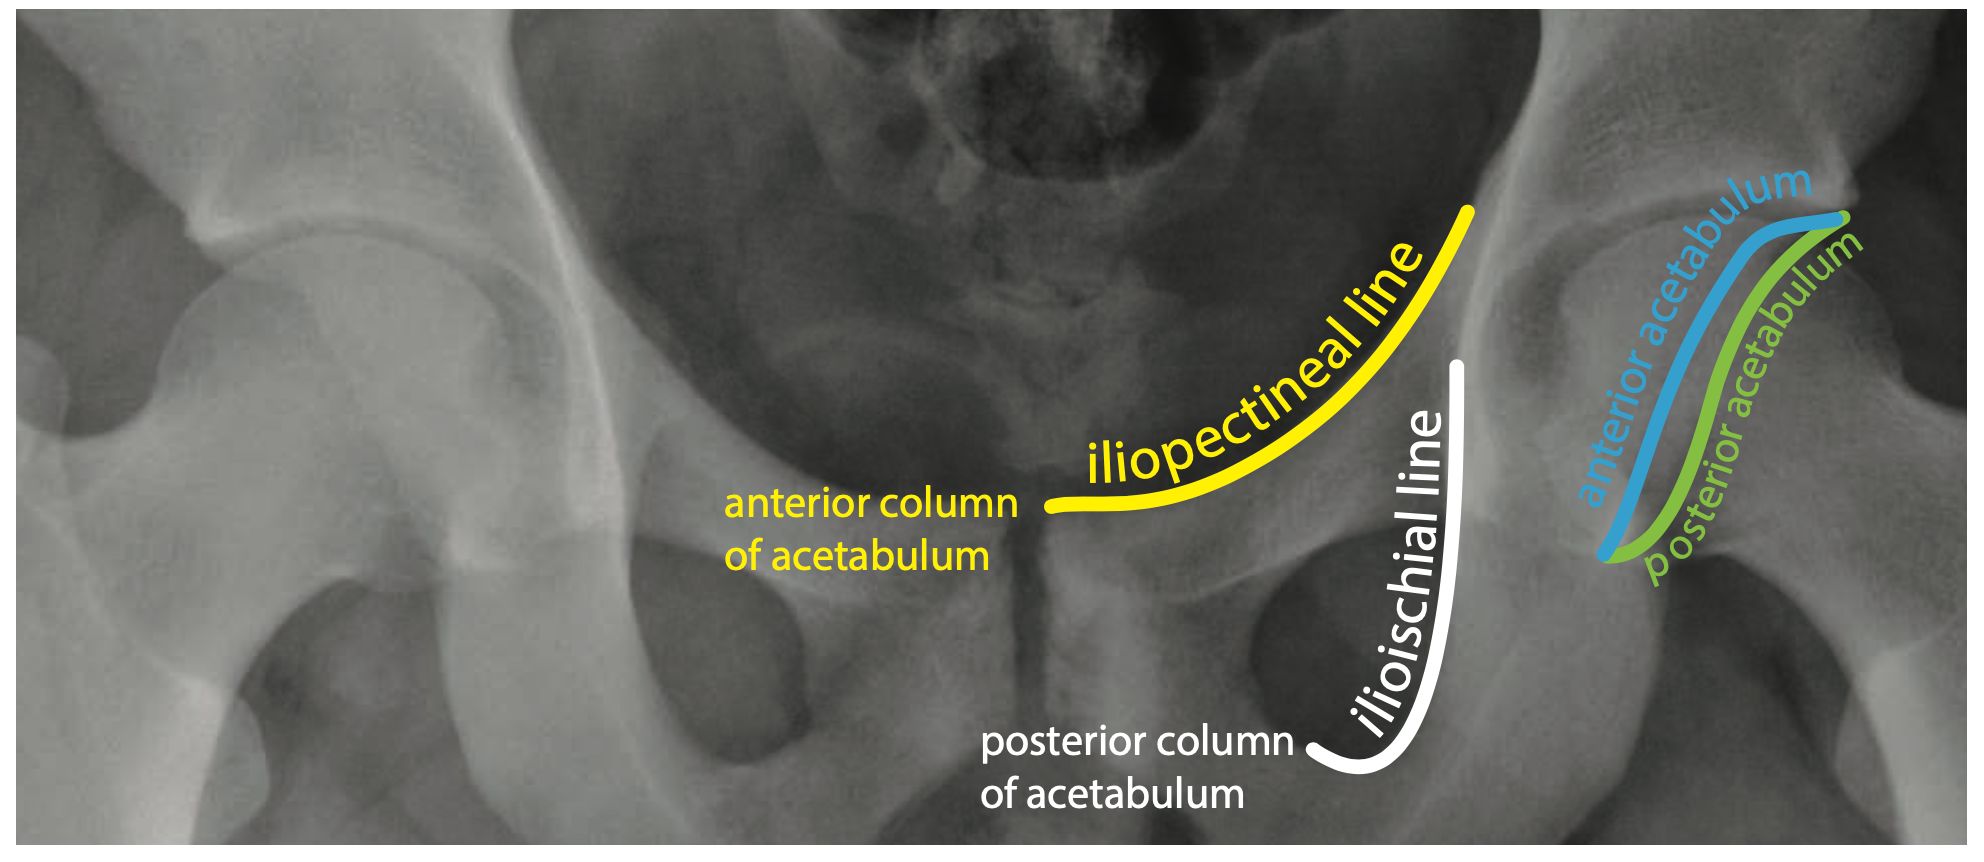 anterior acetabulum
posterior acetabulum
iliopectineal line
anterior column
of acetabulum
ilioischial line
posterior column
of acetabulum